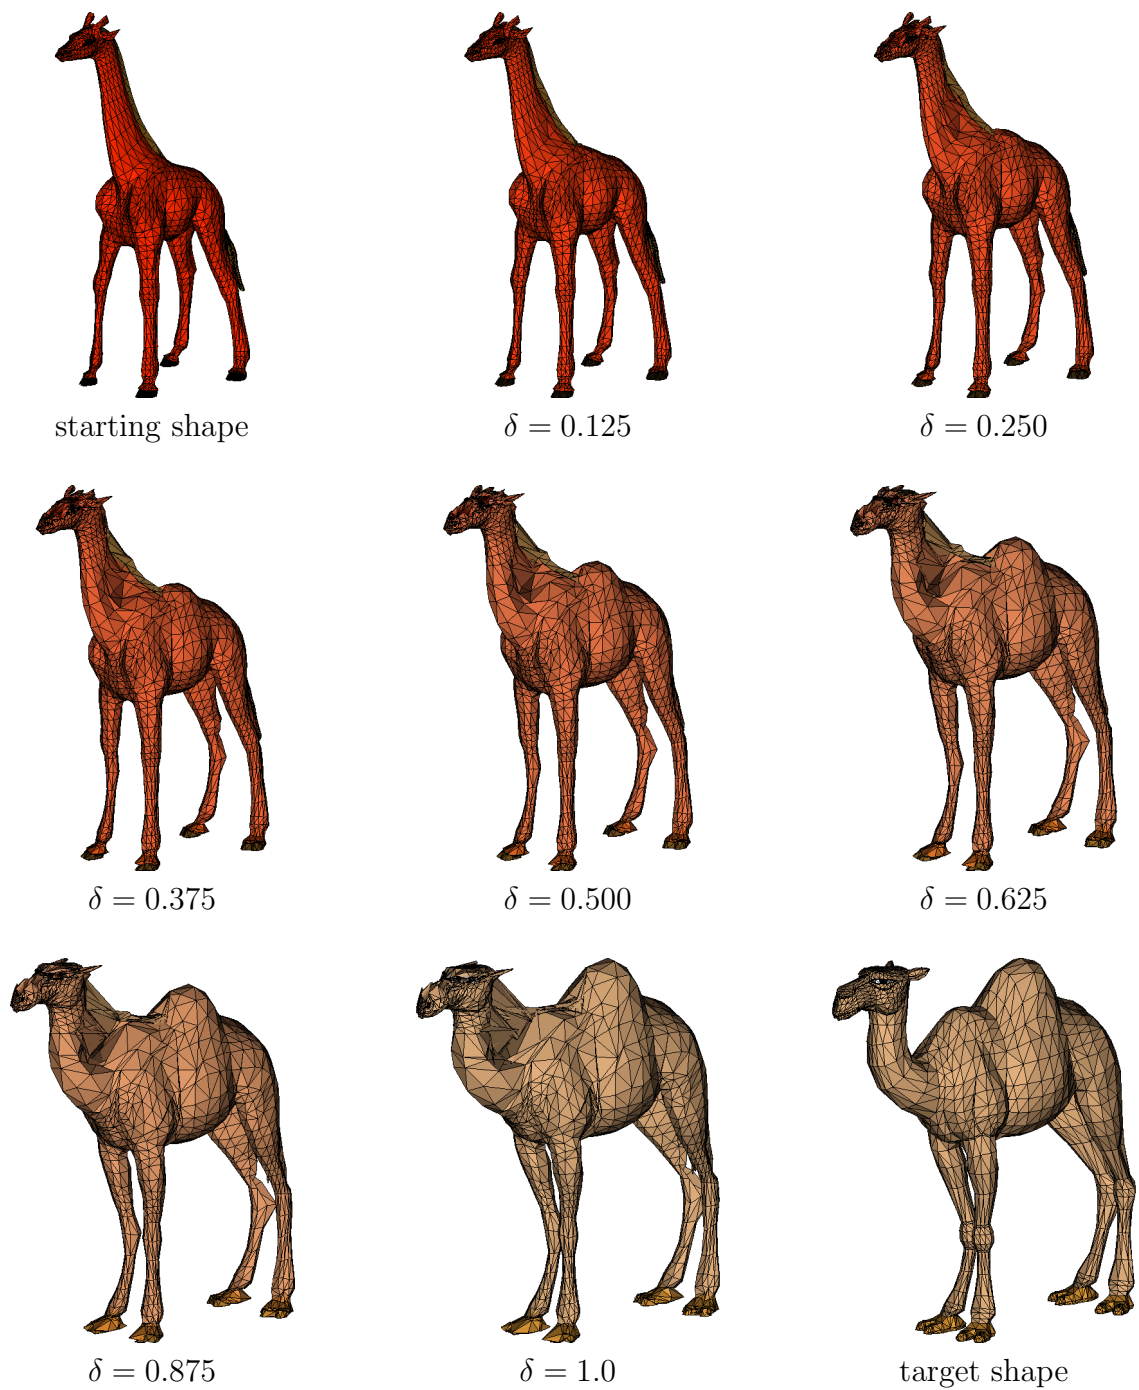 starting shape
δ = 0.125
δ = 0.250
δ = 0.375
δ = 0.500
δ = 0.625
δ = 0.875
δ = 1.0
target shape